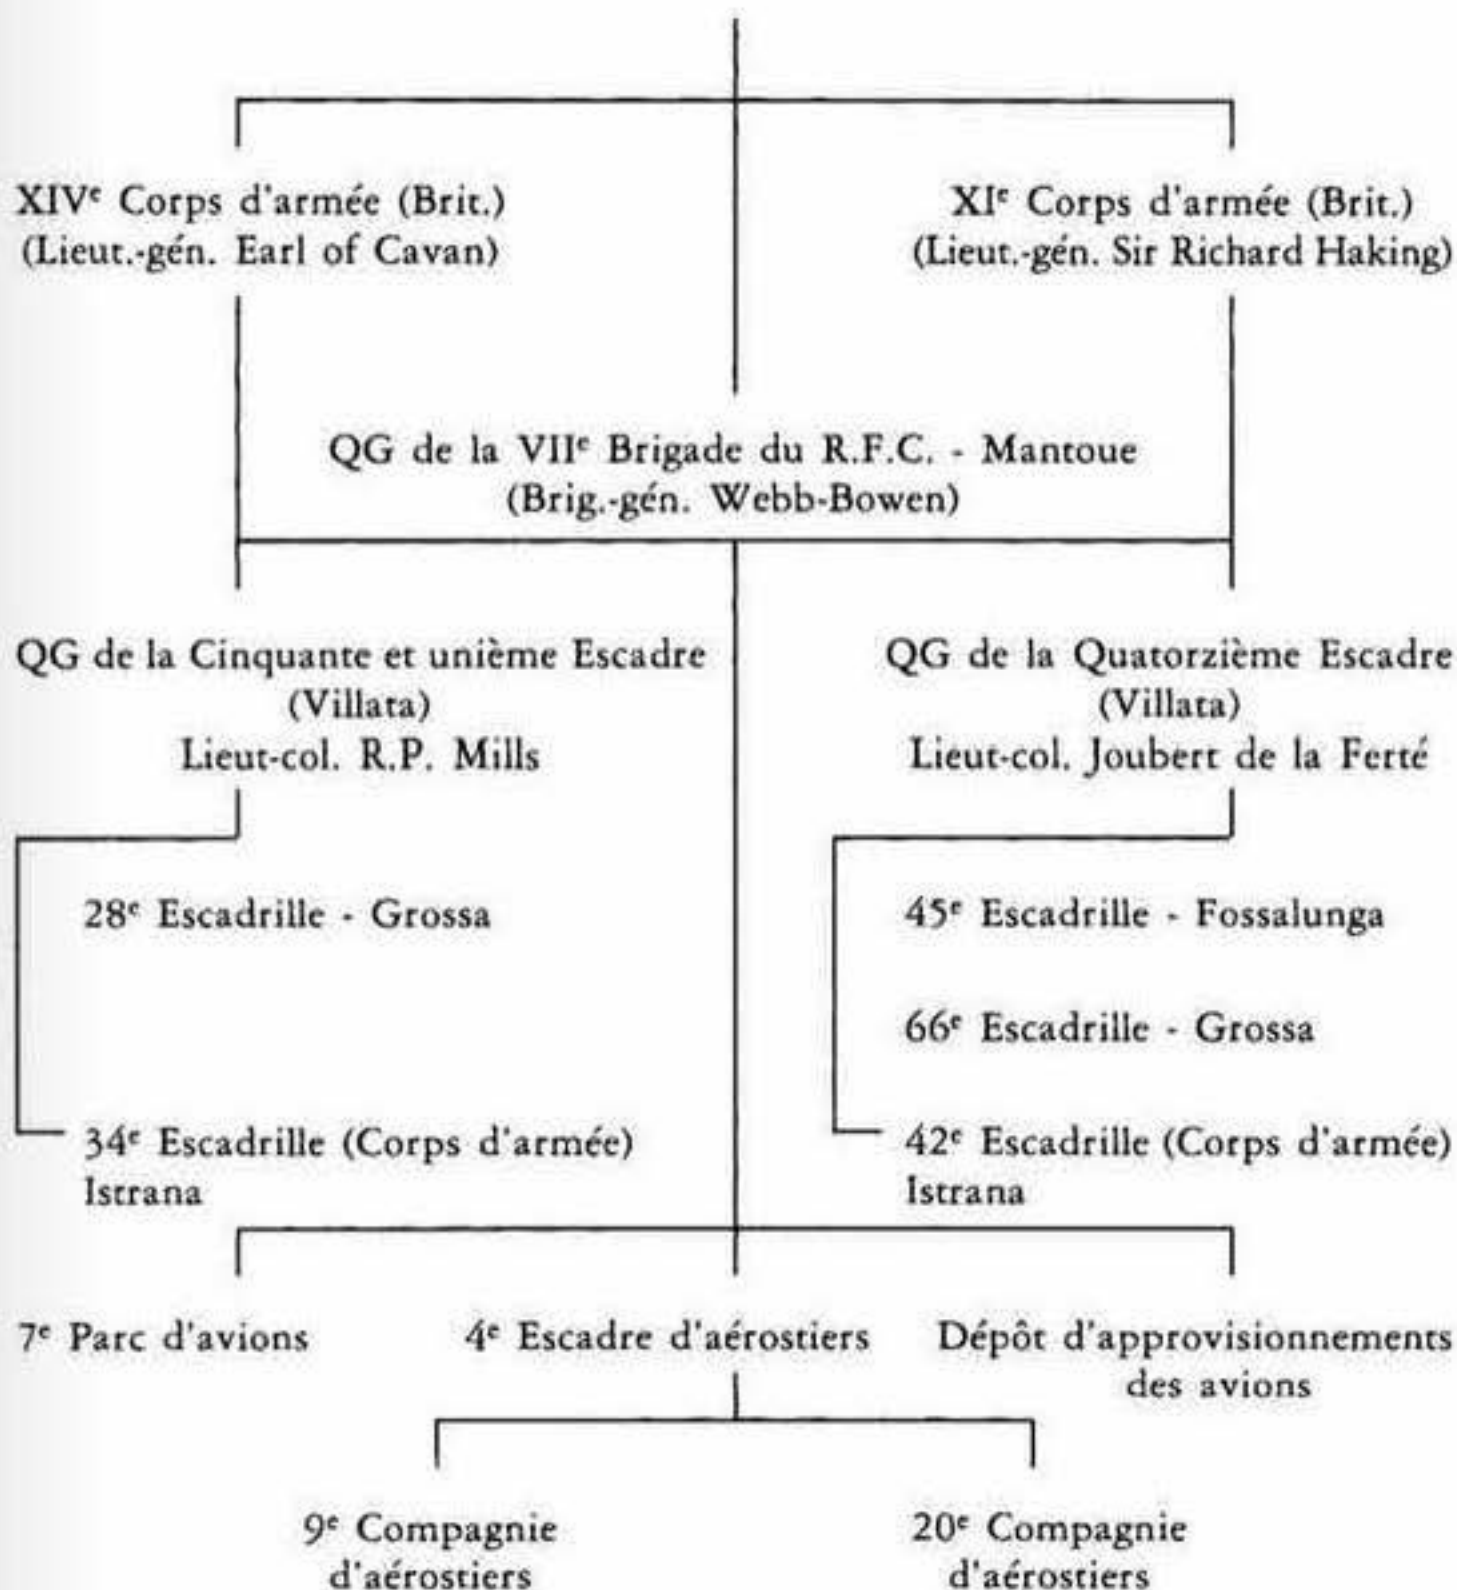 XIVe Corps d'armée (Brit.)
(Lieut.-gén. Earl of Cavan)
XIe Corps d'armée (Brit.)
(Lieut.-gén. Sir Richard Haking)
QG de la VIIe Brigade du R.F.C. - Mantoue
(Brig.-gén. Webb-Bowen)
QG de la Cinquante et unième Escadre
(Villata)
Lieut-col. R.P. Mills
QG de la Quatorzième Escadre
(Villata)
Lieut-col. Joubert de la Ferté
28e Escadrille - Grossa
34e Escadrille (Corps d'armée)
Istrana
45e Escadrille - Fossalunga
66e Escadrille - Grossa
42e Escadrille (Corps d'armée)
Istrana
7e Parc d'avions
4e Escadre d'aérostiers
Dépôt d'approvisionnements
des avions
9e Compagnie
d'aérostiers
20e Compagnie
d'aérostiers